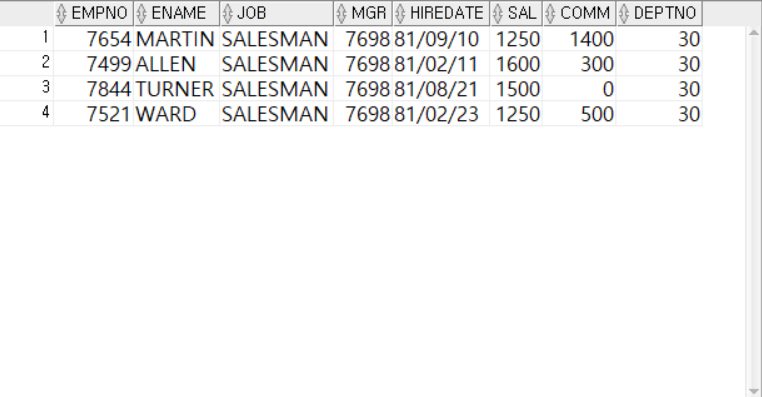 EMPNO ENAME JOB MGR HIREDATE SAL COMM DEPTNO
1 7654 MARTIN SALESMAN 7698 81/09/10 1250 1400 30
2 7499 ALLEN SALESMAN 7698 81/02/11 1600 300 30
3 7844 TURNER SALESMAN 7698 81/08/21 1500 0 30
4 7521 WARD SALESMAN 7698 81/02/23 1250 500 30